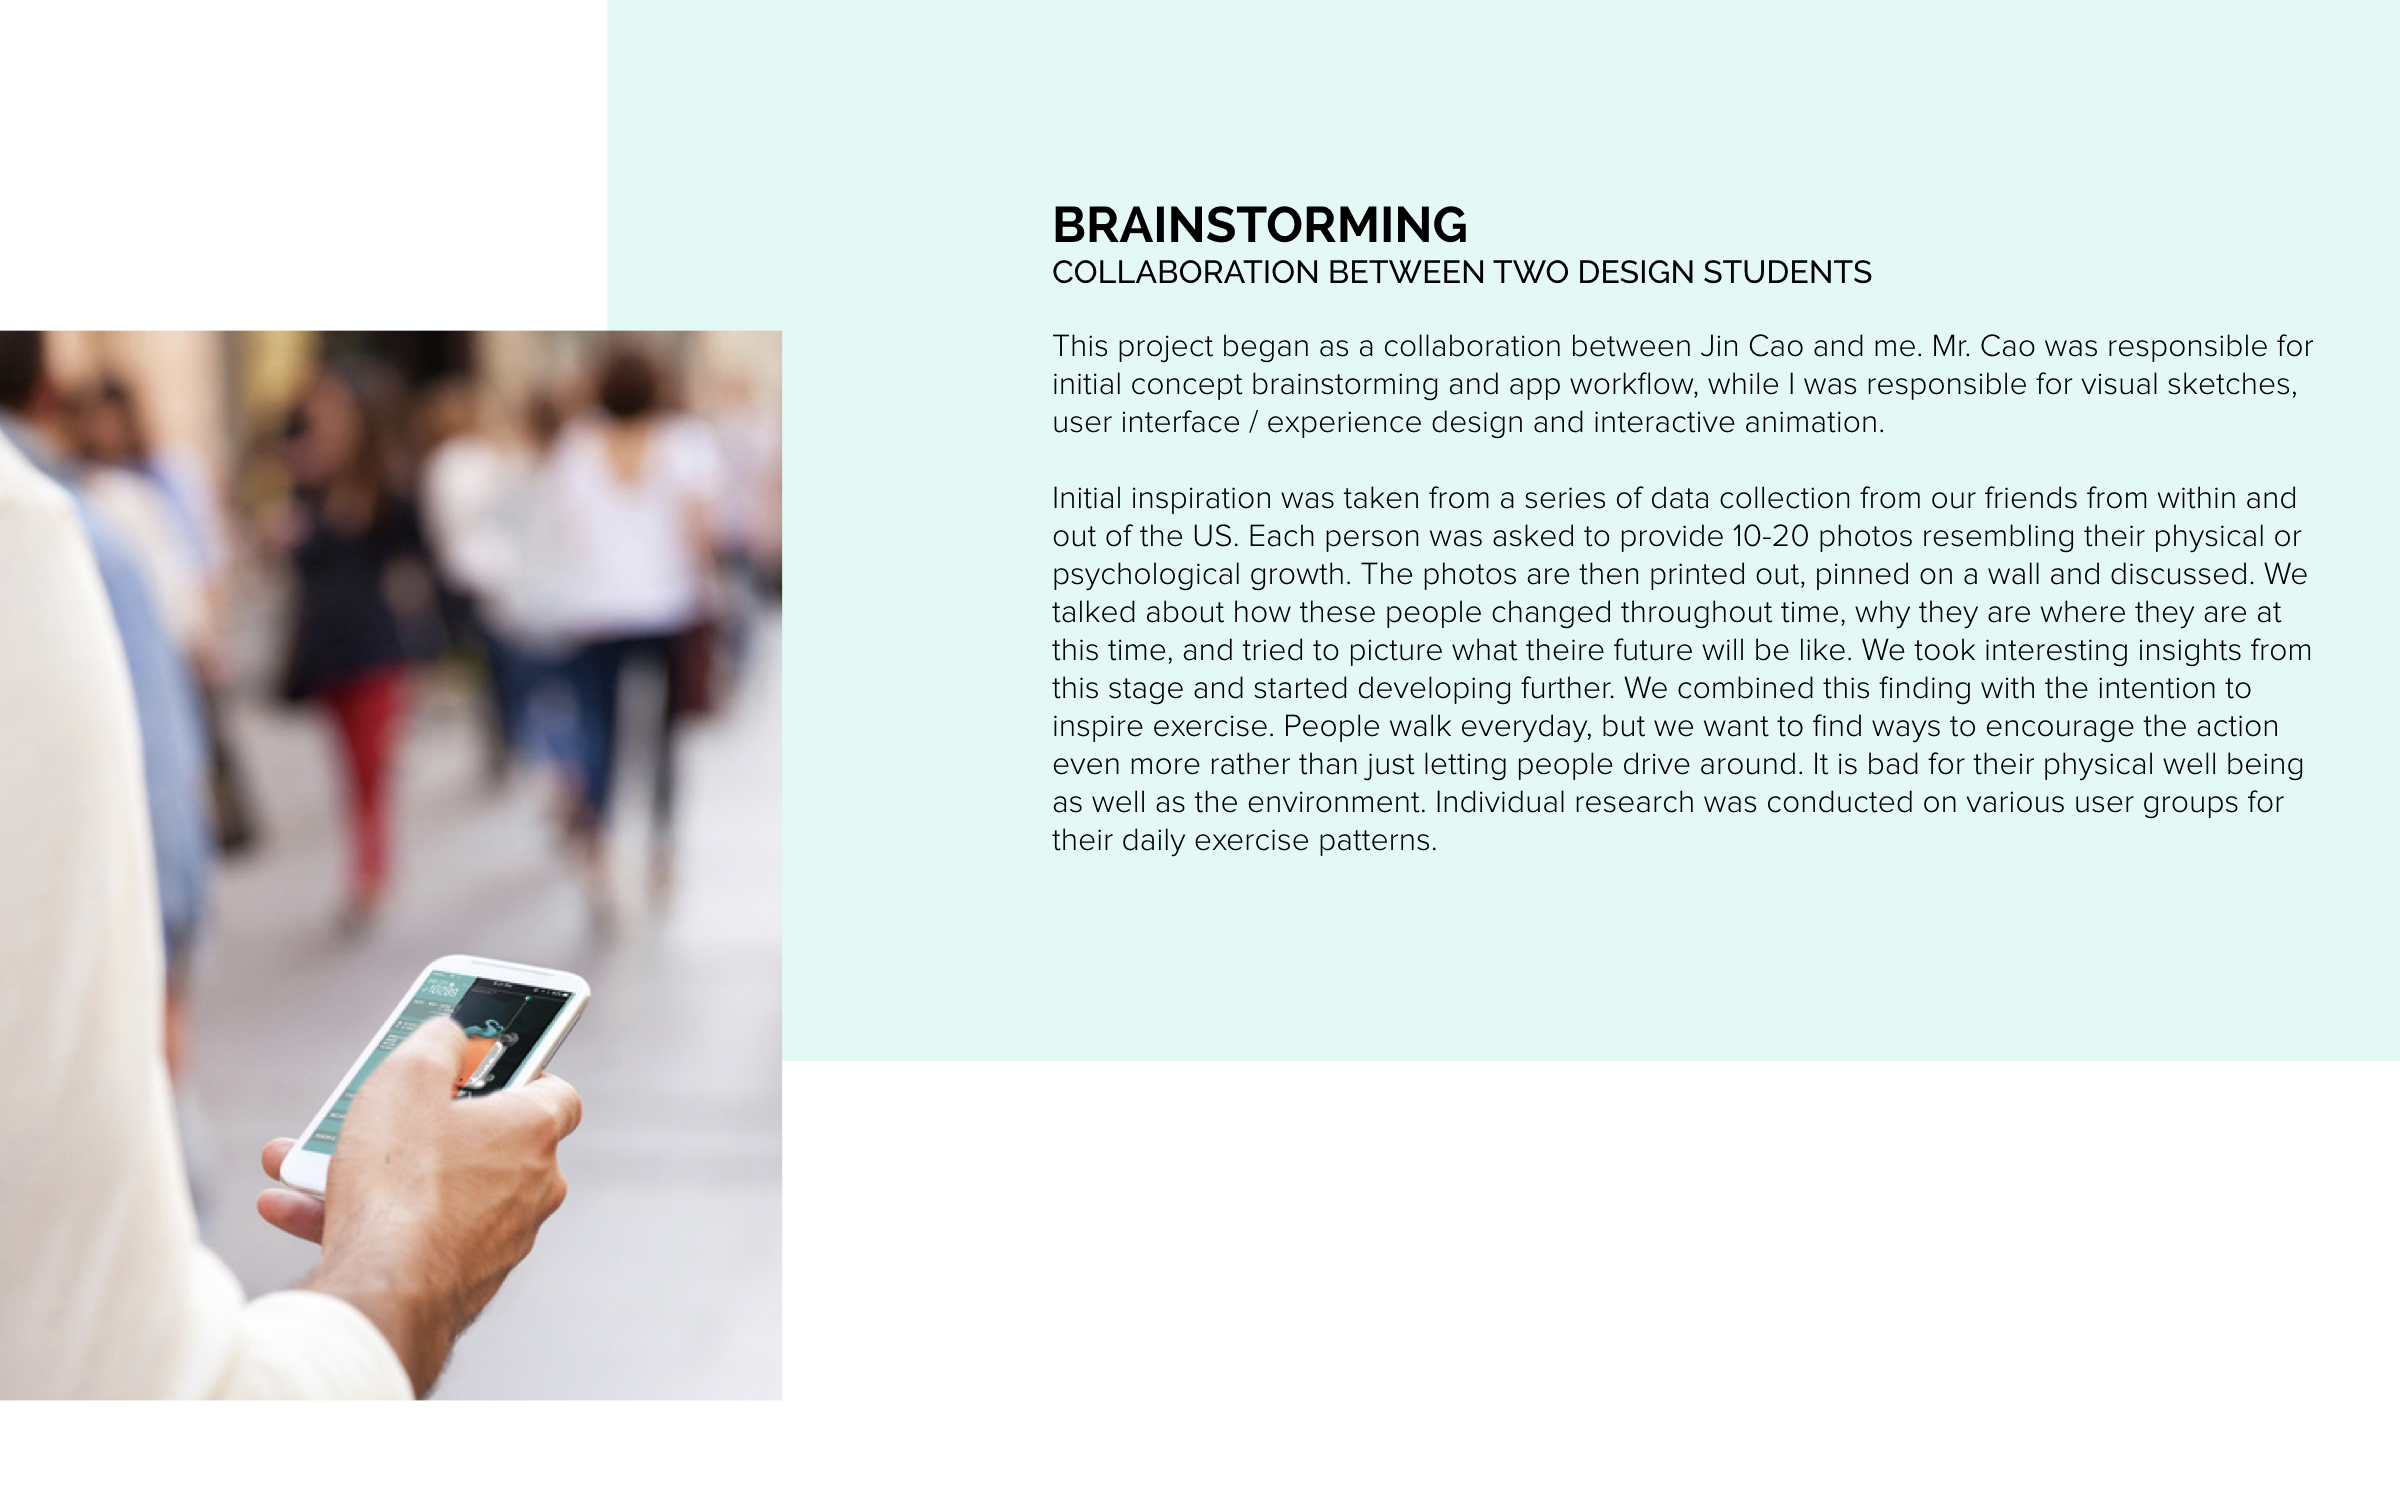 BRAINSTORMING
COLLABORATION BETWEEN TWO DESIGN STUDENTS
This project began as a collaboration between Jin Cao and me. Mr. Cao was responsible for
initial concept brainstorming and app workflow, while I was responsible for visual sketches,
user interface / experience design and interactive animation.
Initial inspiration was taken from a series of data collection from our friends from within and
out of the US. Each person was asked to provide 10-20 photos resembling their physical or
psychological growth. The photos are then printed out, pinned on a wall and discussed. We
talked about how these people changed throughout time, why they are where they are at
this time, and tried to picture what theire future will be like. We took interesting insights from
this stage and started developing further. We combined this finding with the intention to
inspire exercise. People walk everyday, but we want to find ways to encourage the action
even more rather than just letting people drive around. It is bad for their physical well being
as well as the environment. Individual research was conducted on various user groups for
their daily exercise patterns.